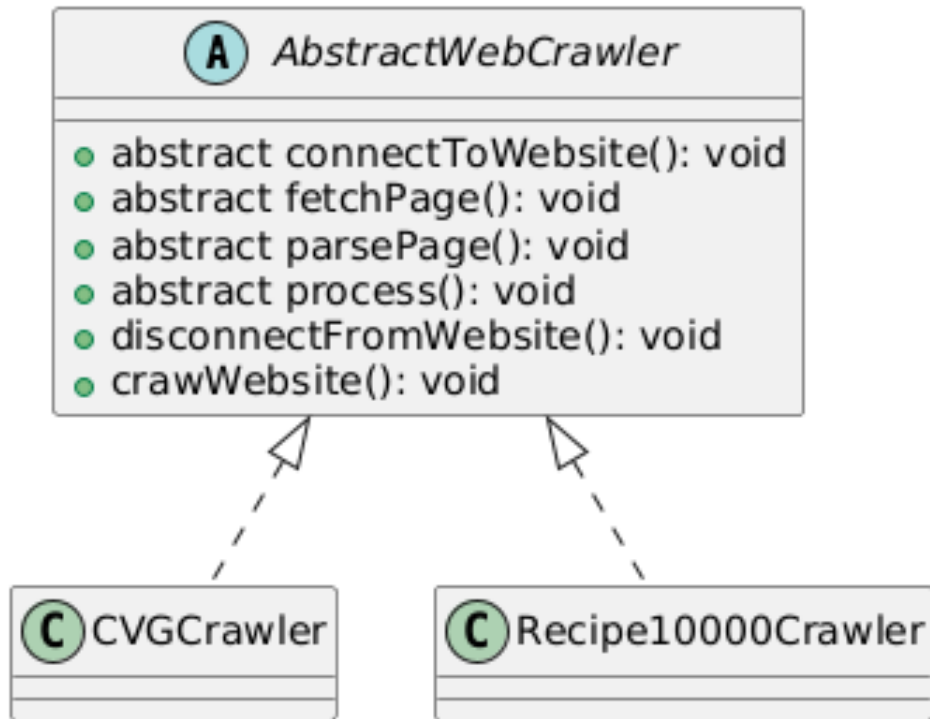 A AbstractWebCrawler
abstract connectToWebsite(): void
abstract fetchPage(): void
abstract parsePage(): void
abstract process(): void
disconnectFromWebsite(): void
crawWebsite(): void
C CVGCrawler
C Recipe10000Crawler